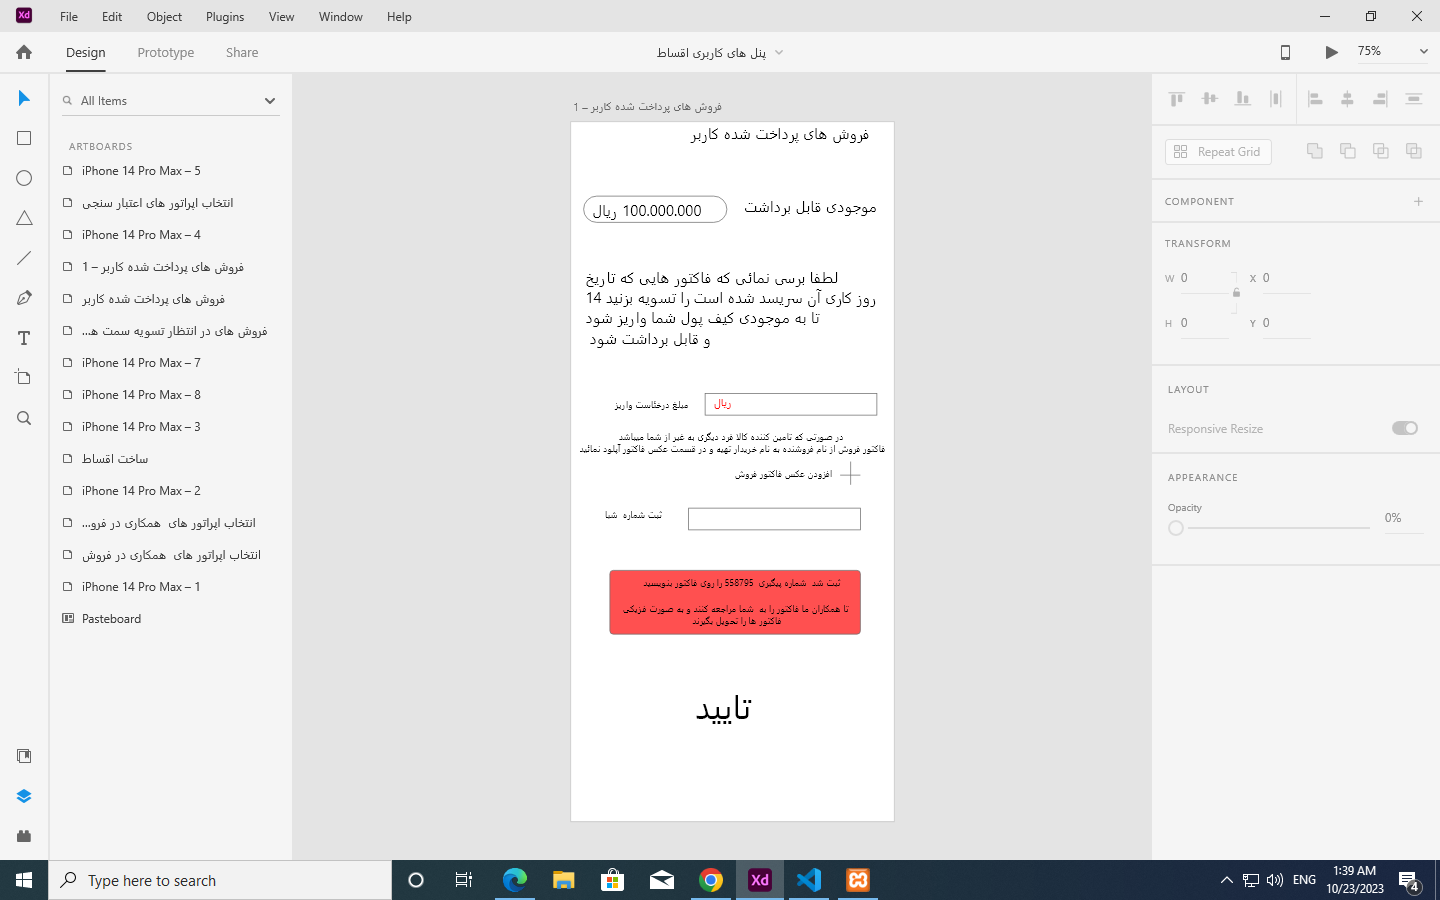 Xd
File
Edit
Object
Plugins
View
Window
Help
Design
Prototype
Share
پنل های کاربری اقساط
75%
All Items
ARTBOARDS
iPhone 14 Pro Max – 5
انتخاب اپراتور های اعتبار سنجی
iPhone 14 Pro Max – 4
فروش های پرداخت شده کاربر – 1
فروش های پرداخت شده کاربر
فروش های در انتظار تسویه سمت ه...
iPhone 14 Pro Max – 7
iPhone 14 Pro Max – 8
iPhone 14 Pro Max – 3
ساخت اقساط
iPhone 14 Pro Max – 2
انتخاب اپراتور های  همکاری در فرو...
انتخاب اپراتور های  همکاری در فروش
iPhone 14 Pro Max – 1
Pasteboard
فروش های پرداخت شده کاربر – 1
فروش های پرداخت شده کاربر
موجودی قابل برداشت
100.000.000 ریال
لطفا برسی نمائی که فاکتور هایی که تاریخ
14 روز کاری آن سریسد شده است را تسویه بزنید
تا به موجودی کیف پول شما واریز شود
و قابل برداشت شود
مبلغ درخئاست واریز
ریال
در صورتی که تامین کننده کالا فرد دیگری به غیر از شما میباشد
فاکتور فروش از نام فروشنده به نام خریدار تهیه و در قسمت عکس فاکتور آپلود نمائید
افزودن عکس فاکتور فروش
ثبت شماره  شبا
ثبت شد  شماره پیگیری  558795 را روی فاکتور بنویسید
تا همکاران ما فاکتور را به  شما مراجعه کنند و به صورت فزیکی
فاکتور ها را تحویل بگیرند
تایید
Repeat Grid
COMPONENT
TRANSFORM
W 0
X 0
H 0
Y 0
LAYOUT
Responsive Resize
APPEARANCE
Opacity
0%
Type here to search
Xd
ENG
1:39 AM
10/23/2023
4